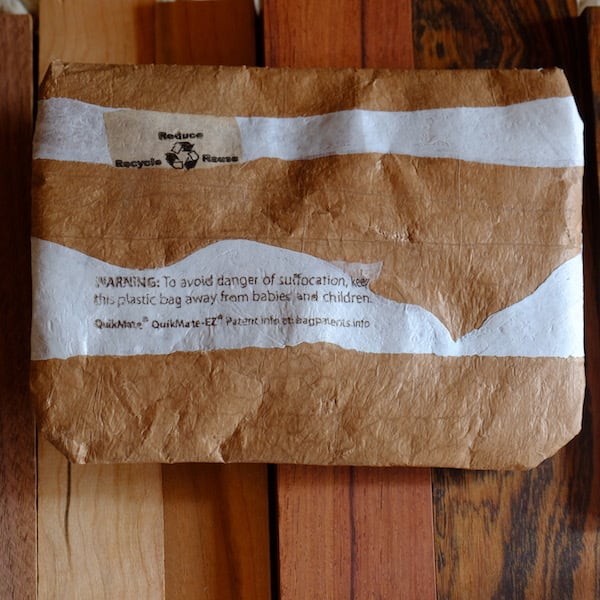 Reduce
Recycle Reuse
WARNING: To avoid danger of suffocation, keep
this plastic bag away from babies and children.
QuikMate® QuikMate-EZ® Patent info at: bagpatents.info